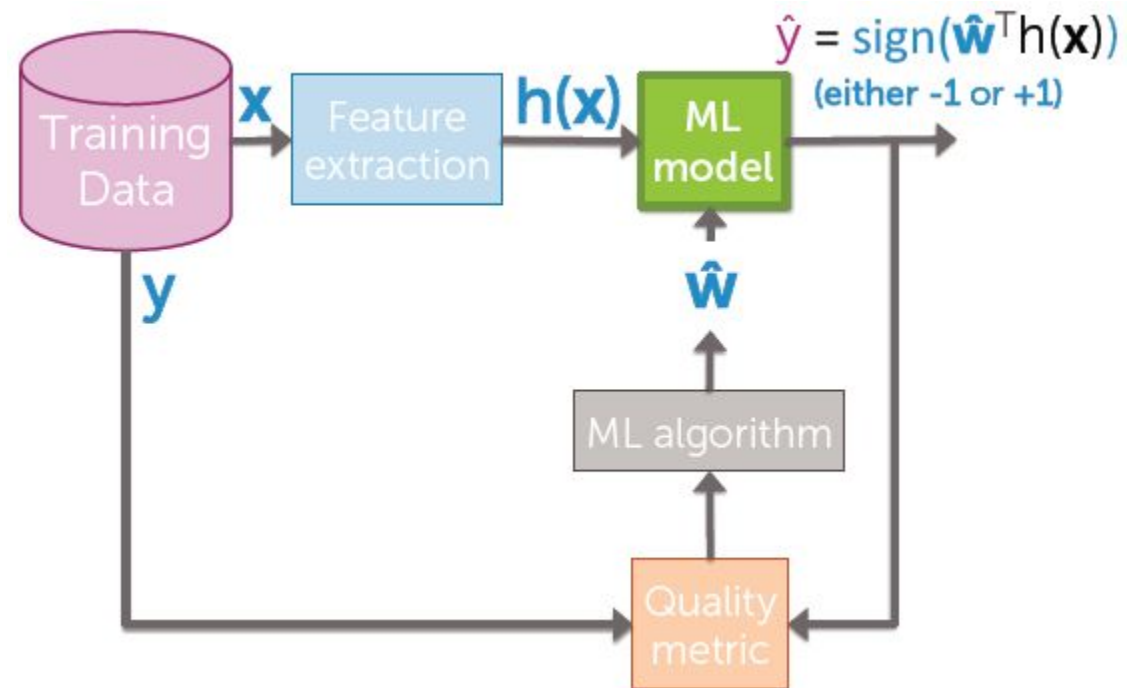 ŷ = sign(ŵᵀh(x))
(either -1 or +1)
Training
Data
x
Feature
extraction
h(x)
ML
model
y
ŵ
ML algorithm
Quality
metric